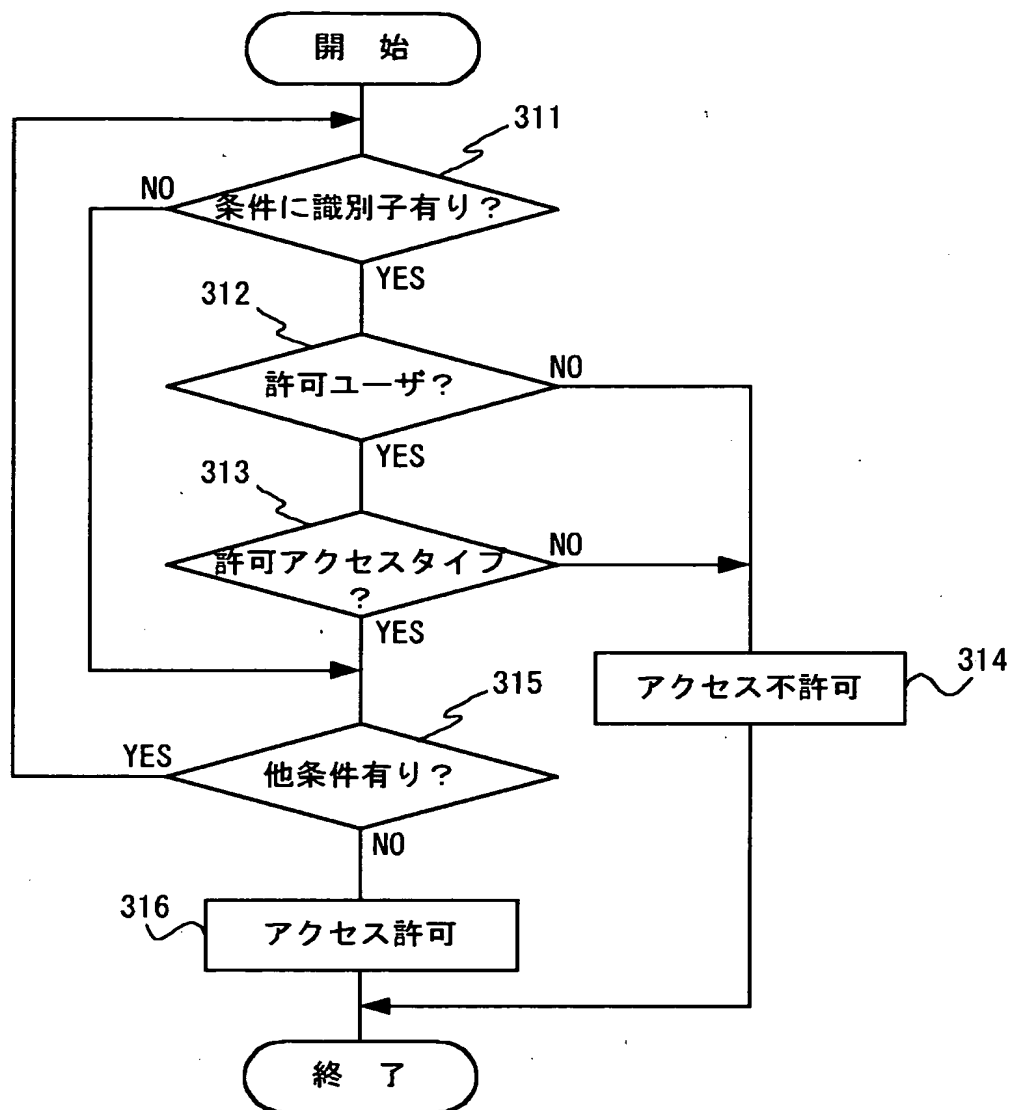 開 始
311
NO
条件に識別子有り？
YES
312
NO
許可ユーザ？
YES
313
NO
許可アクセスタイプ
？
YES
314
315
アクセス不許可
YES
他条件有り？
NO
316
アクセス許可
終 了